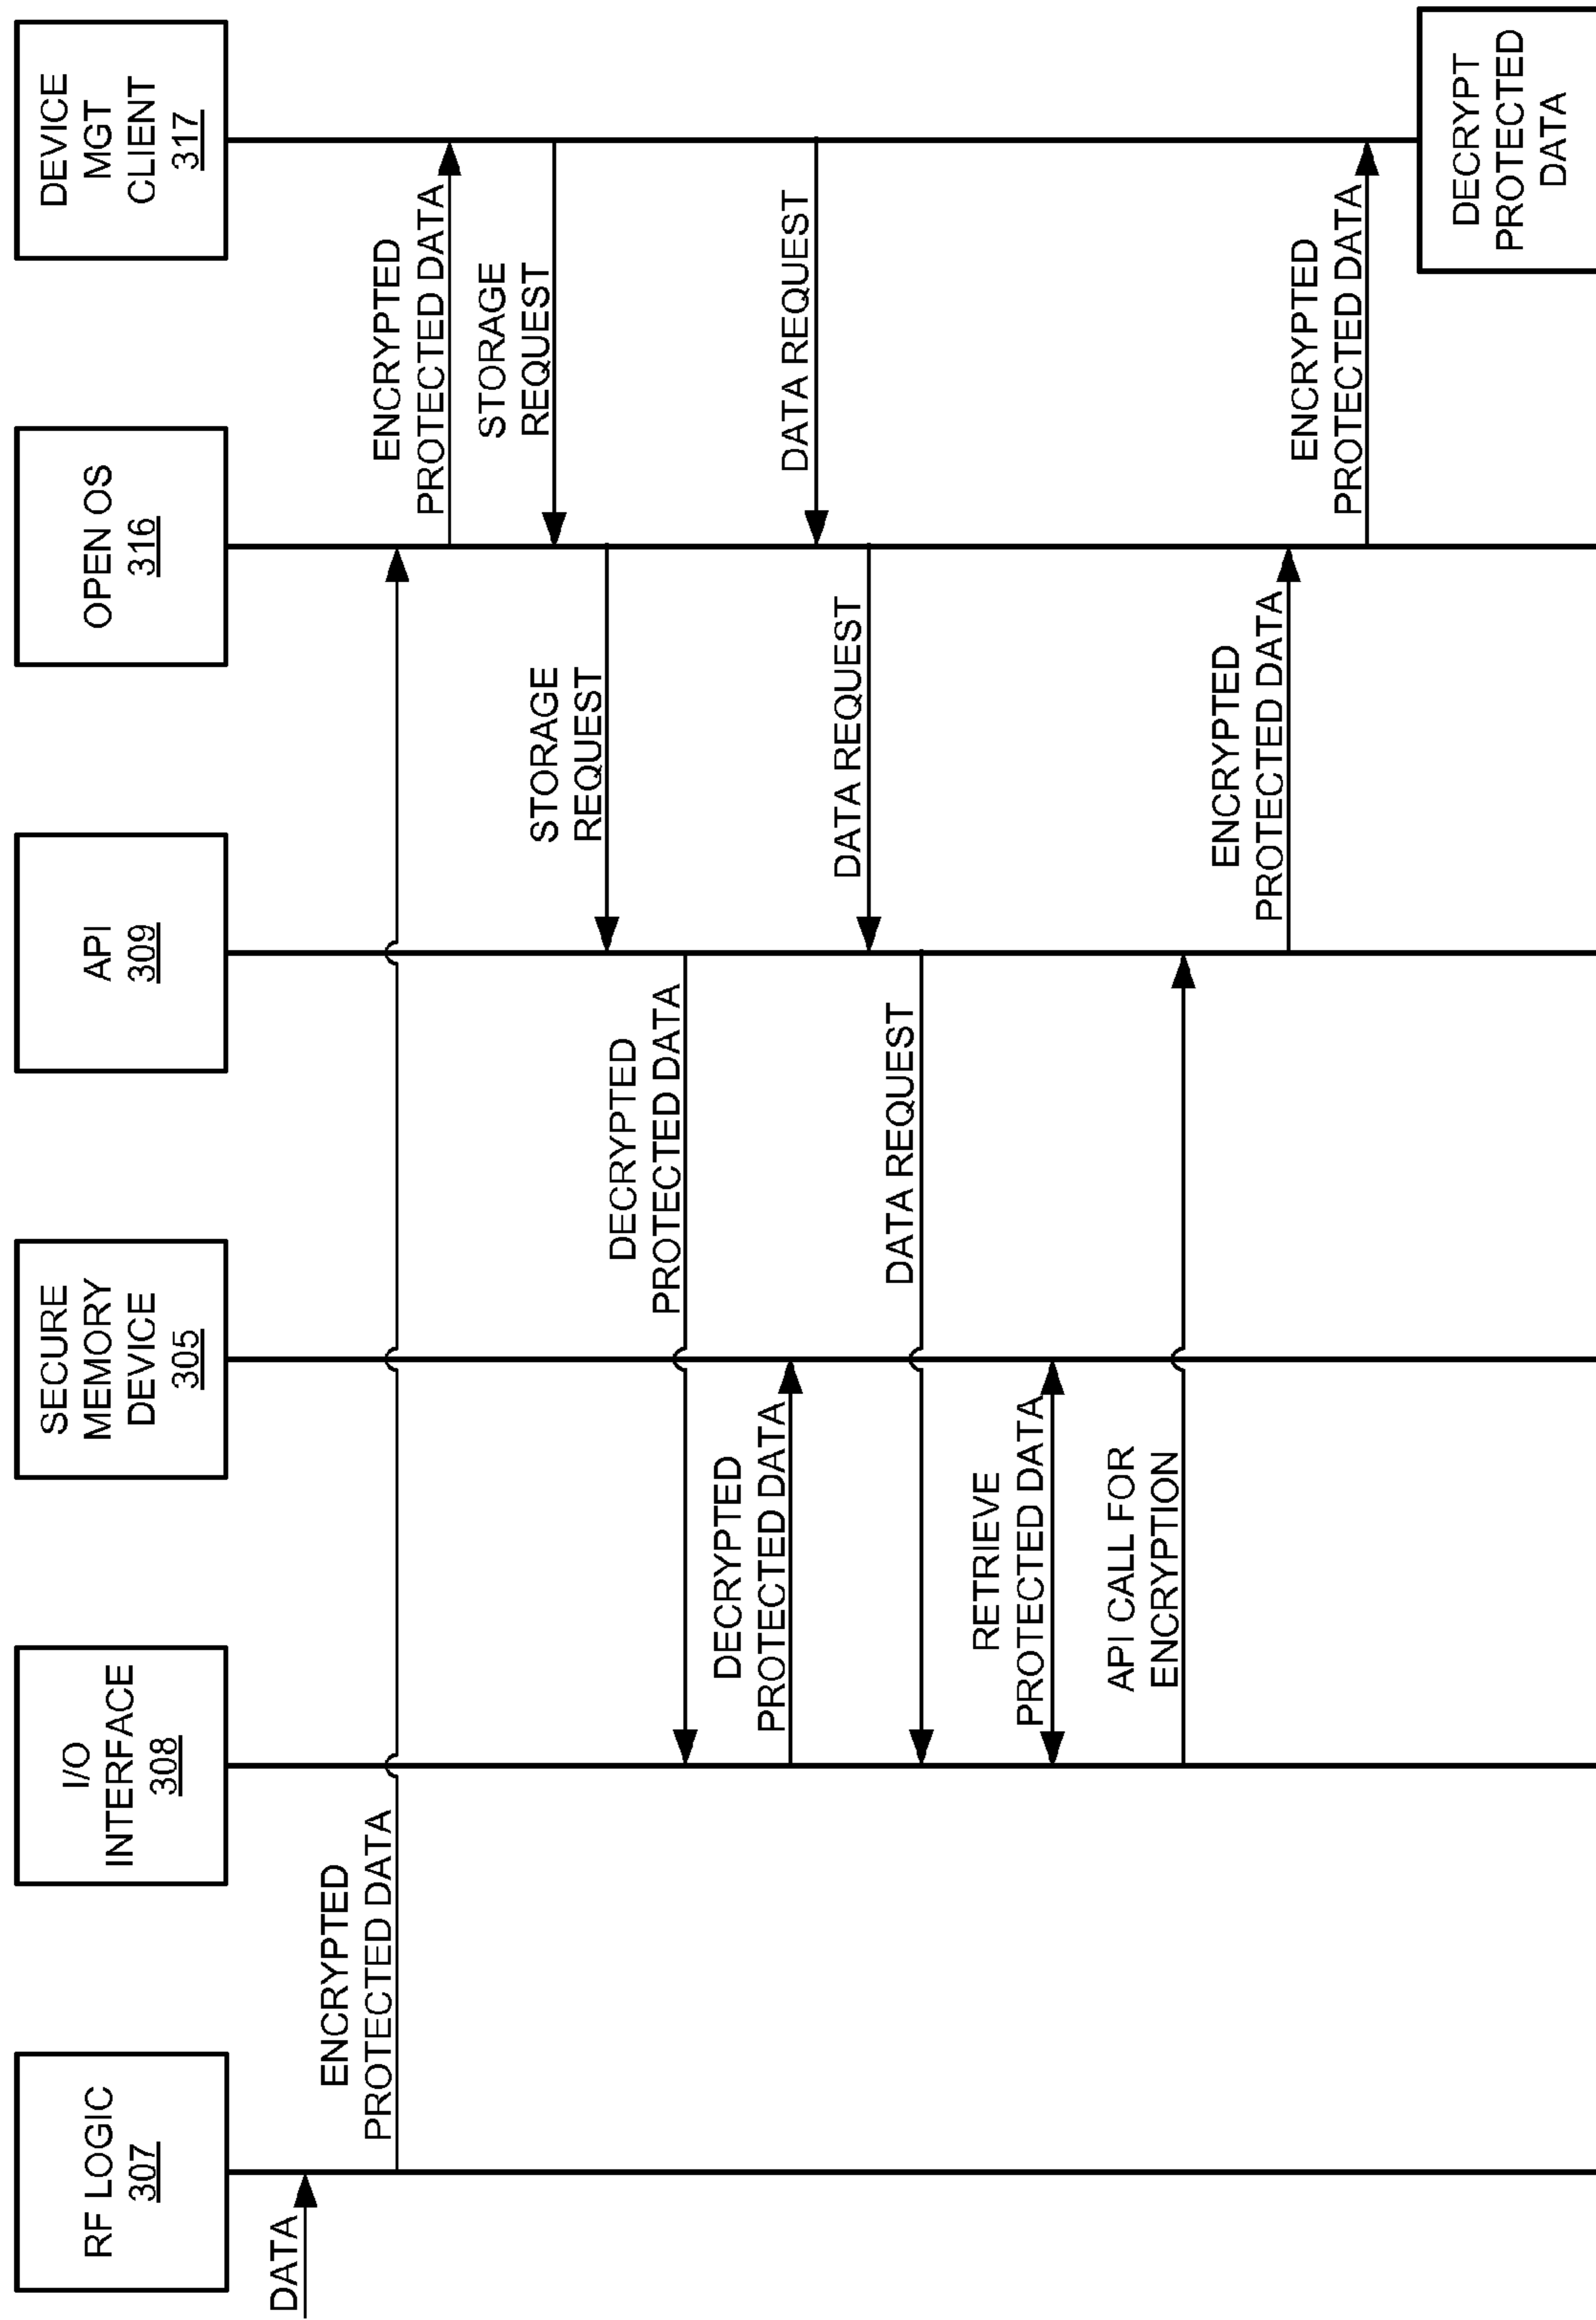 RF LOGIC
307
I/O
INTERFACE
308
SECURE
MEMORY
DEVICE
305
API
309
OPEN OS
316
DEVICE
MGT
CLIENT
317
DATA
ENCRYPTED
PROTECTED DATA
ENCRYPTED
PROTECTED DATA
STORAGE
REQUEST
STORAGE
REQUEST
DECRYPTED
PROTECTED DATA
DECRYPTED
PROTECTED DATA
DATA REQUEST
DATA REQUEST
DATA REQUEST
RETRIEVE
PROTECTED DATA
API CALL FOR
ENCRYPTION
ENCRYPTED
PROTECTED DATA
ENCRYPTED
PROTECTED DATA
DECRYPT
PROTECTED
DATA